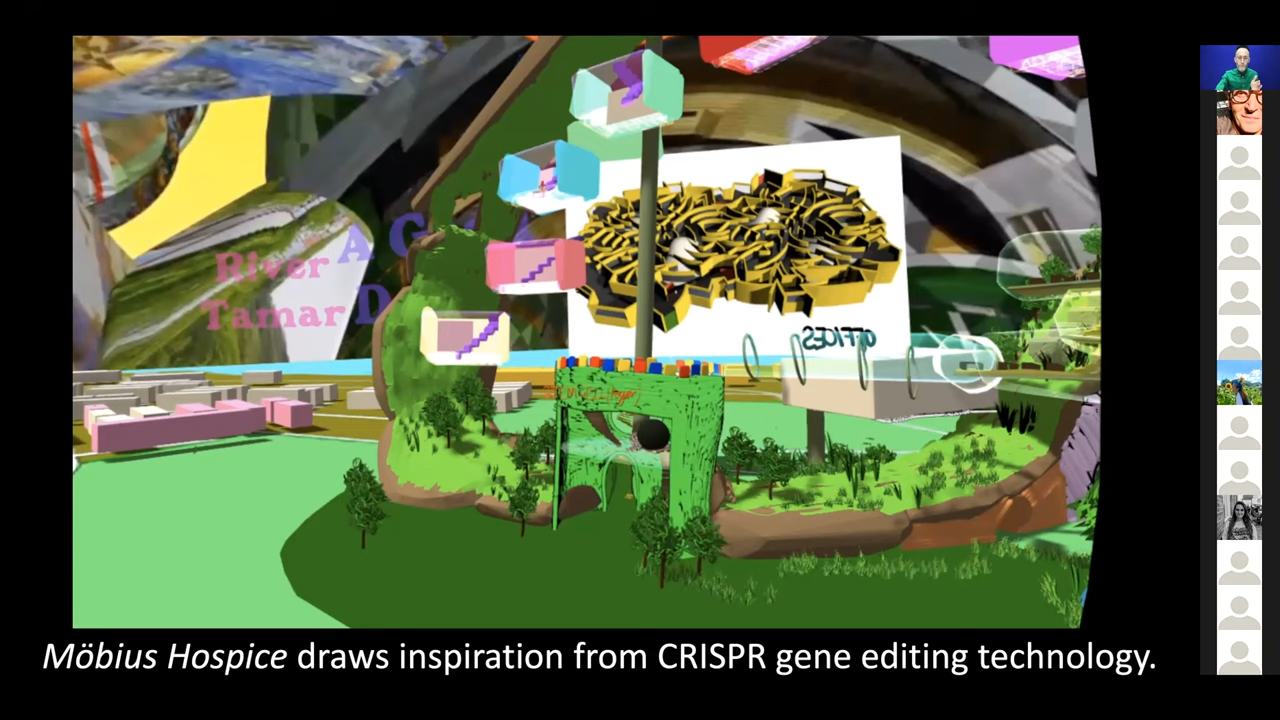 River A G
Tamar D
OFFICES
Möbius Hospice draws inspiration from CRISPR gene editing technology.